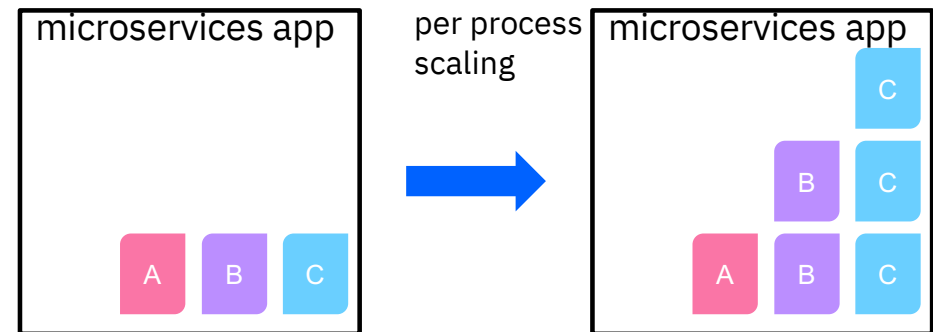 microservices app
A B C
per process
scaling
microservices app
C
B C
A B C